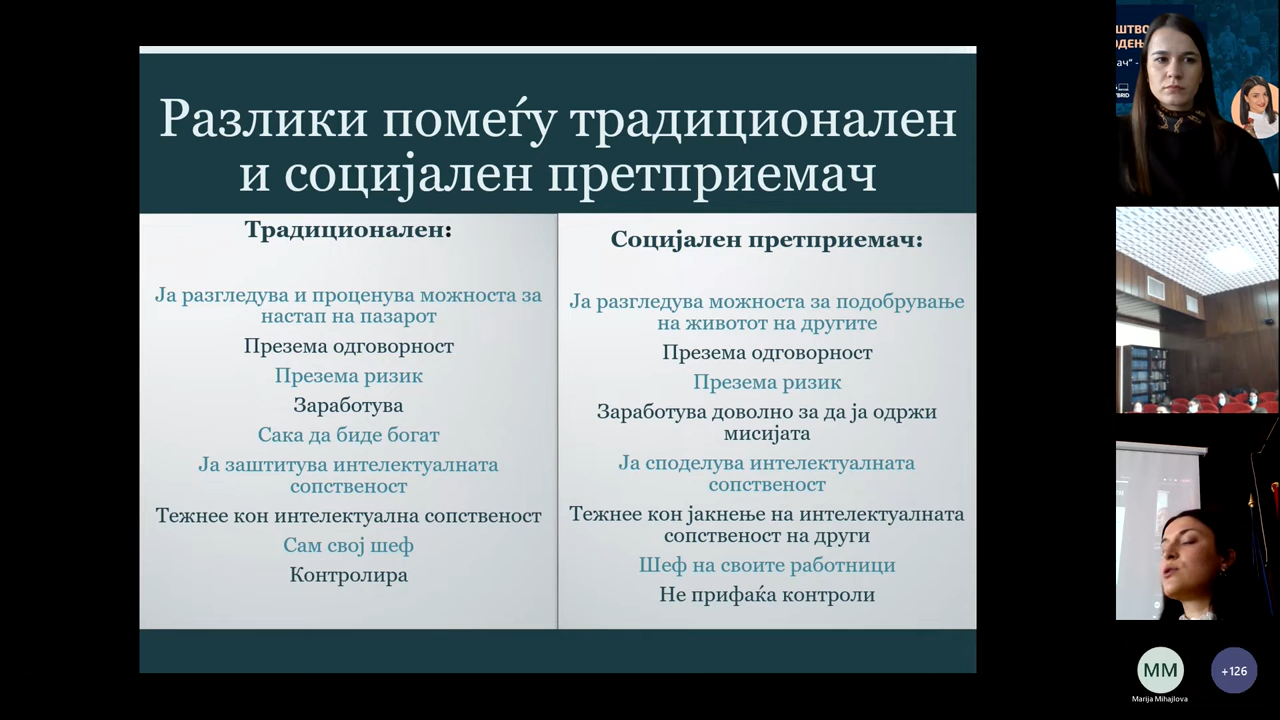 Разлики помеѓу традиционален
и социјален претприемач
Традиционален:
Ја разгледува и проценува можноста за
настап на пазарот
Презема одговорност
Презема ризик
Заработува
Сака да биде богат
Ја заштитува интелектуалната
сопственост
Тежнее кон интелектуална сопственост
Сам свој шеф
Контролира
Социјален претприемач:
Ја разгледува можноста за подобрување
на животот на другите
Презема одговорност
Презема ризик
Заработува доволно за да ја одржи
мисијата
Ја споделува интелектуалната
сопственост
Тежнее кон јакнење на интелектуалната
сопственост на други
Шеф на своите работници
Не прифаќа контроли
MM
Marija Mihajlova
+126